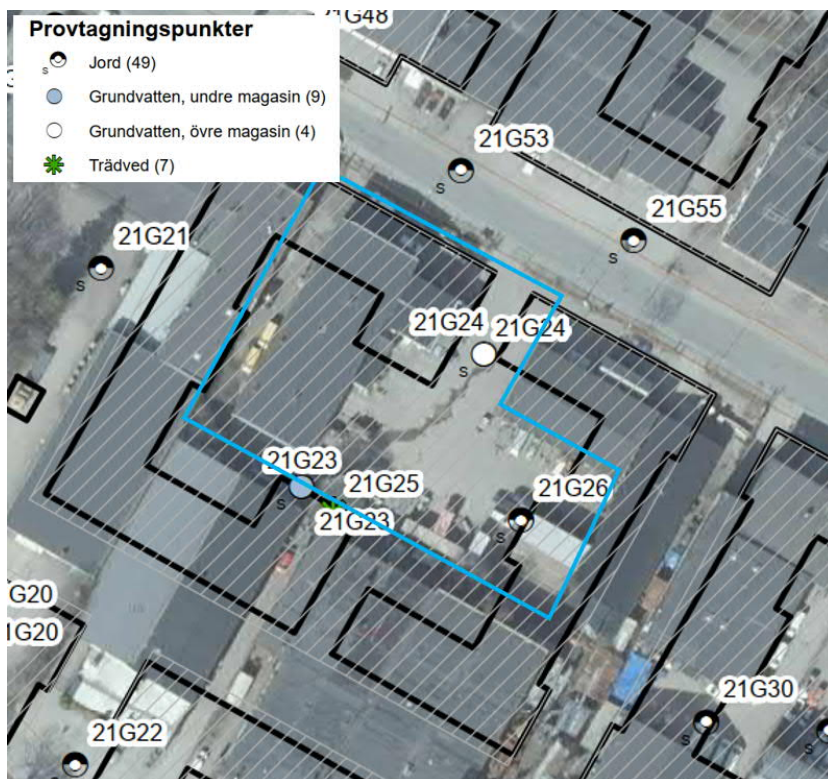 21G48
Provtagningspunkter
S Jord (49)
Grundvatten, undre magasin (9)
Grundvatten, övre magasin (4)
Trädved (7)
21G53
S
21G55
S
21G21
S
21G24 21G24
S
21G23
S
21G25
21G23
21G26
S
G20
1G20
21G30
S
S
21G22
S